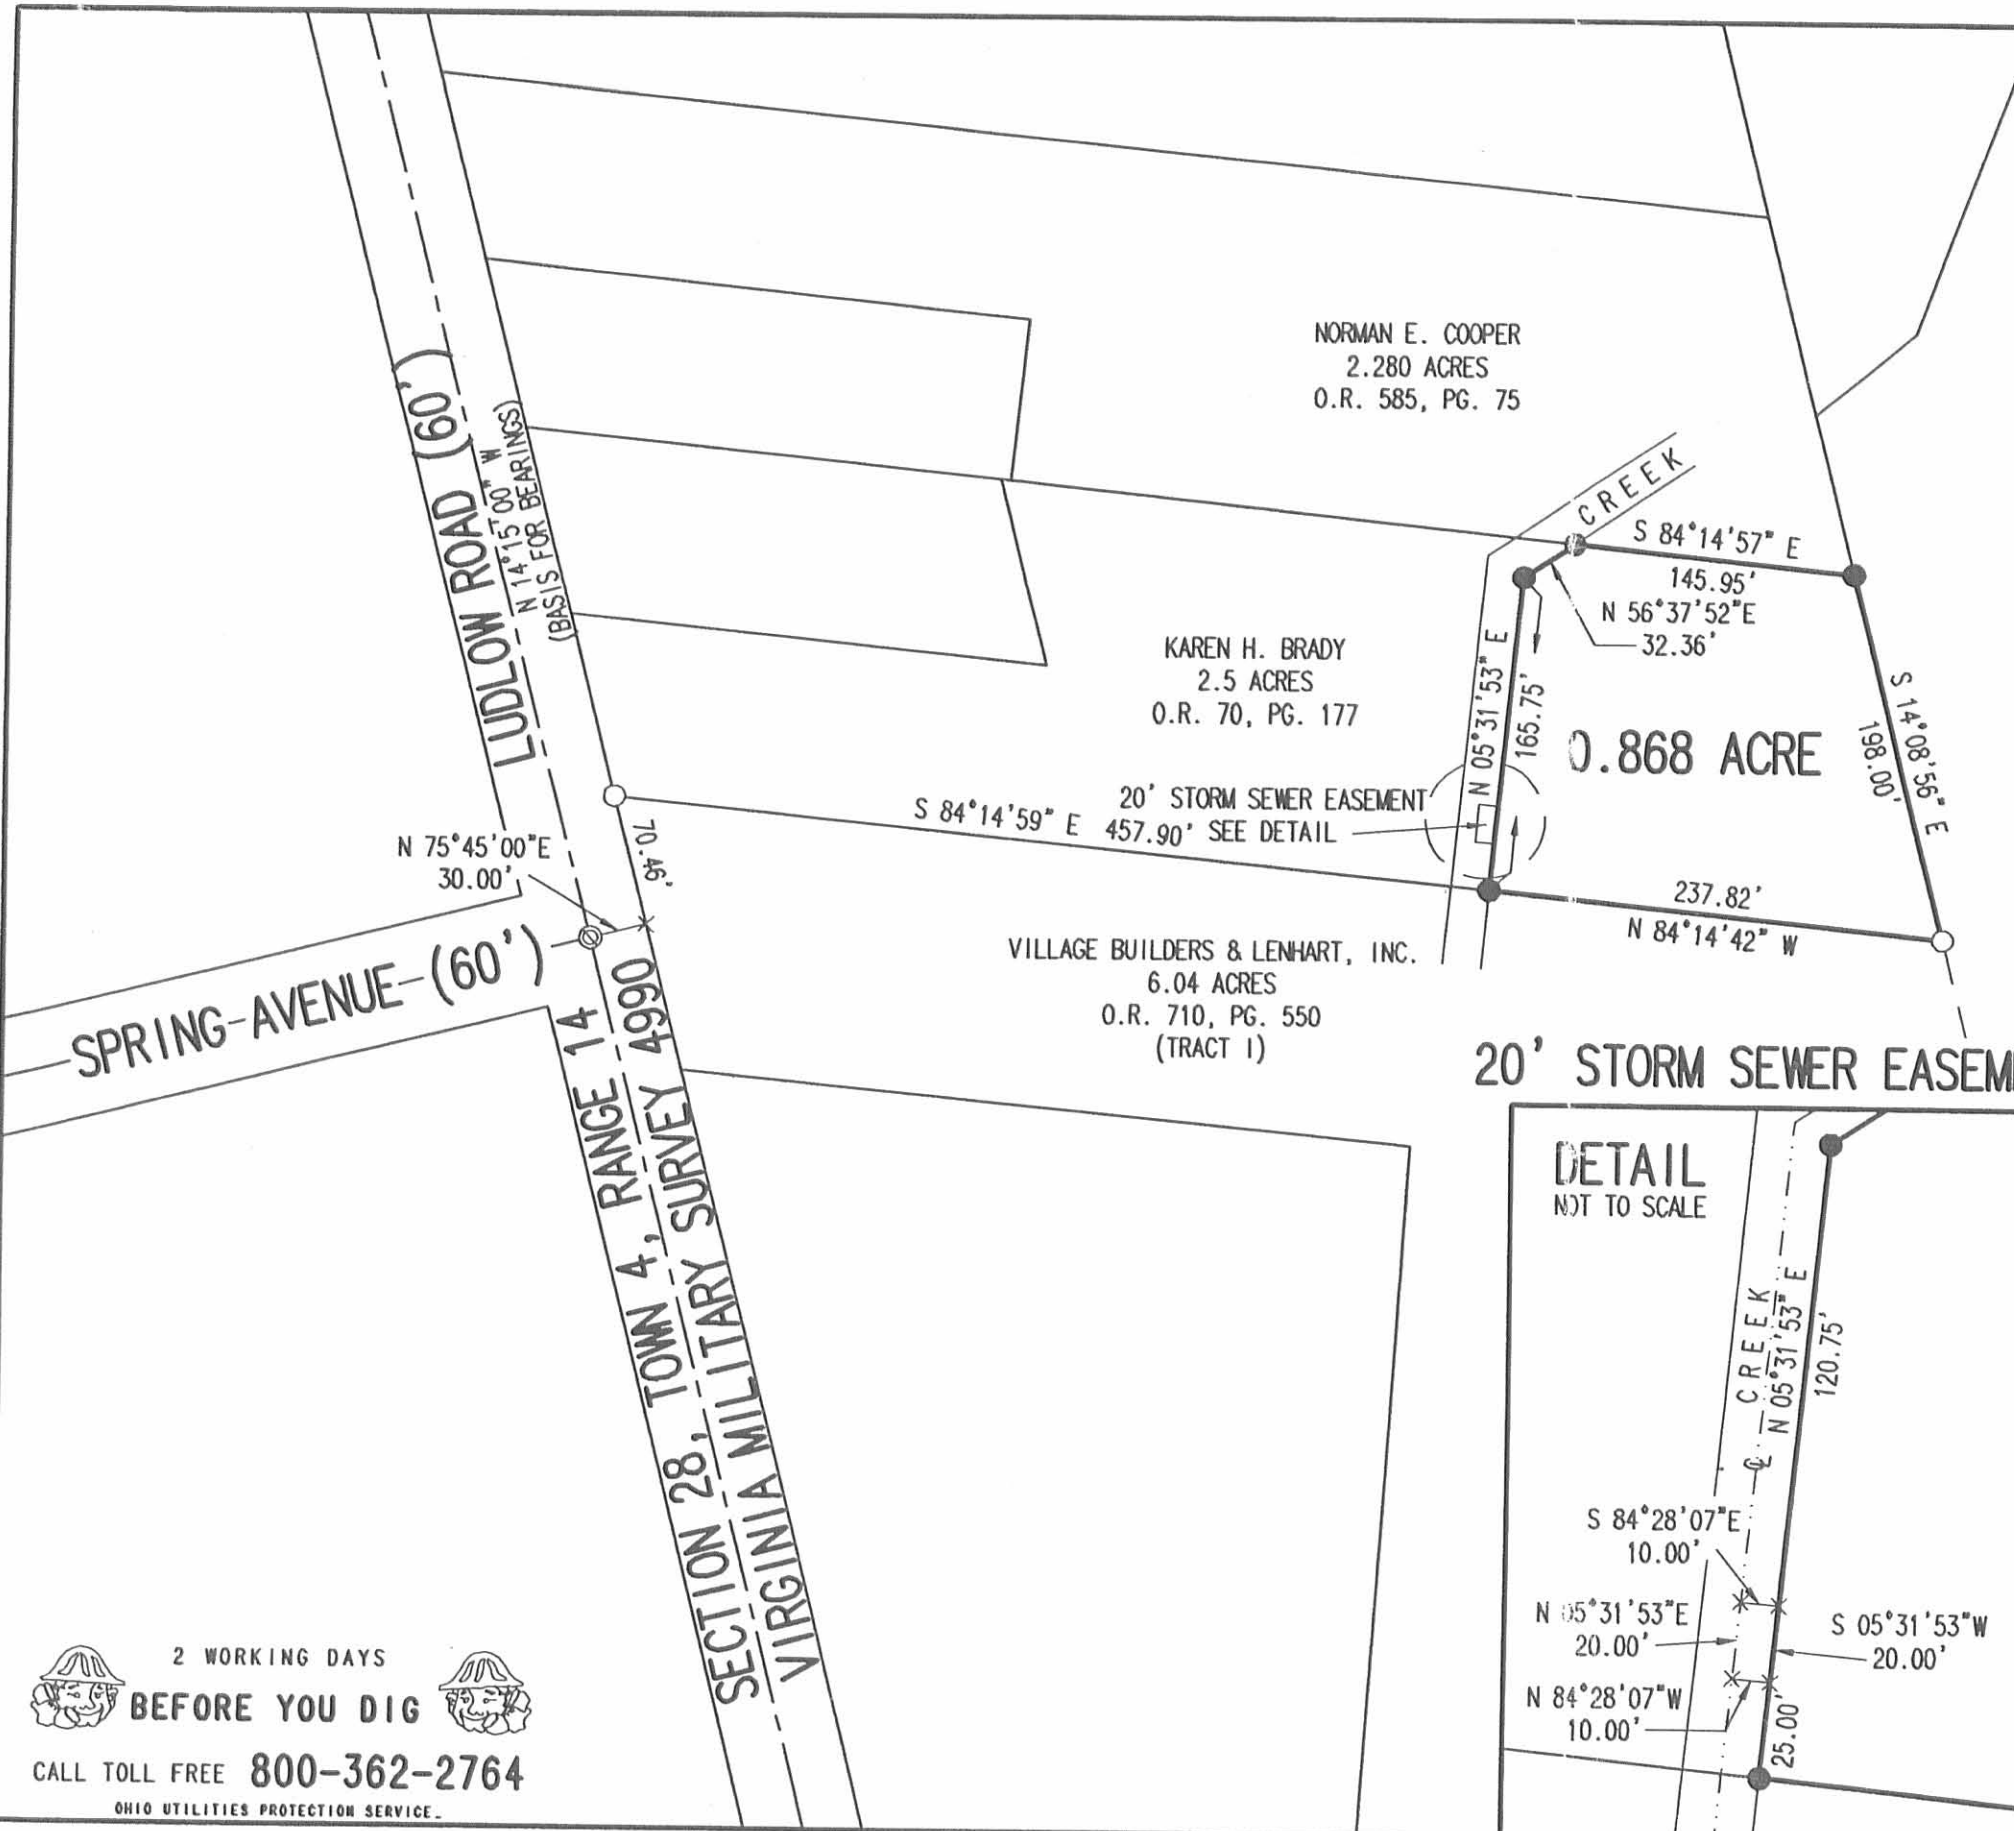 LUDLOW ROAD (60')
N 14°15'00" W
(BASIS FOR BEARINGS)
NORMAN E. COOPER
2.280 ACRES
O.R. 585, PG. 75
CREEK
S 84°14'57" E
145.95'
N 56°37'52"E
32.36'
KAREN H. BRADY
2.5 ACRES
O.R. 70, PG. 177
N 05°31'53" E
165.75'
0.868 ACRE
S 14°08'56" E
198.00'
20' STORM SEWER EASEMENT
SEE DETAIL
S 84°14'59" E 457.90'
70.46'
N 75°45'00"E
30.00'
237.82'
N 84°14'42" W
SPRING-AVENUE-(60')
VILLAGE BUILDERS & LENHART, INC.
6.04 ACRES
O.R. 710, PG. 550
(TRACT I)
SECTION 28, TOWN 4, RANGE 14
VIRGINIA MILITARY SURVEY 4990
20' STORM SEWER EASEM
DETAIL
NOT TO SCALE
CREEK
℄
N 05°31'53" E
120.75'
S 84°28'07"E
10.00'
N 05°31'53"E
20.00'
S 05°31'53"W
20.00'
N 84°28'07"W
10.00'
25.00'
2 WORKING DAYS
BEFORE YOU DIG
CALL TOLL FREE 800-362-2764
OHIO UTILITIES PROTECTION SERVICE.